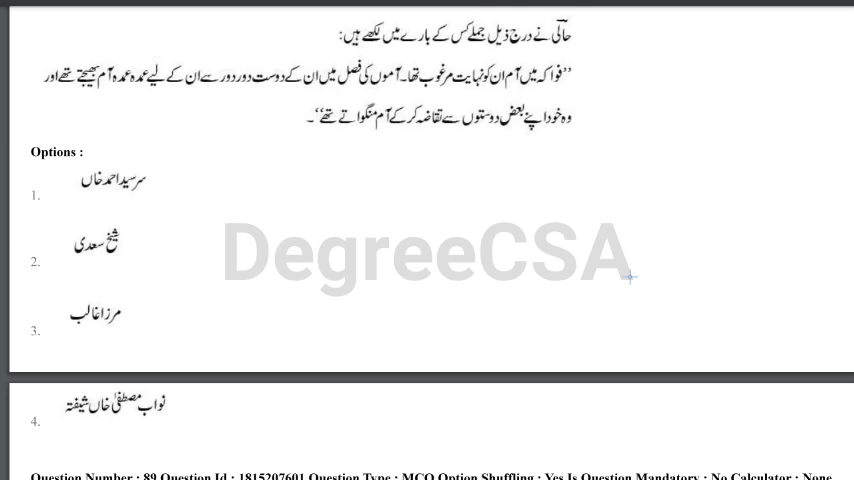 حالی نے درج ذیل جملے کس کے بارے میں لکھے ہیں:
’’فواکہ میں آم ان کو نہایت مرغوب تھا۔ آموں کی فصل میں ان کے دوست دور دور سے ان کے لیے عمدہ عمدہ آم بھیجتے تھے اور
وہ خود اپنے بعض دوستوں سے تقاضہ کر کے آم منگواتے تھے‘‘۔
Options :
سر سید احمد خاں
1.
شیخ سعدی
2.
DegreeCSA
مرزا غالب
3.
نواب مصطفیٰ خاں شیفتہ
4.
Question Number : 89 Question Id : 1815207601 Question Type : MCQ Option Shuffling : Yes Is Question Mandatory : No Calculator : None